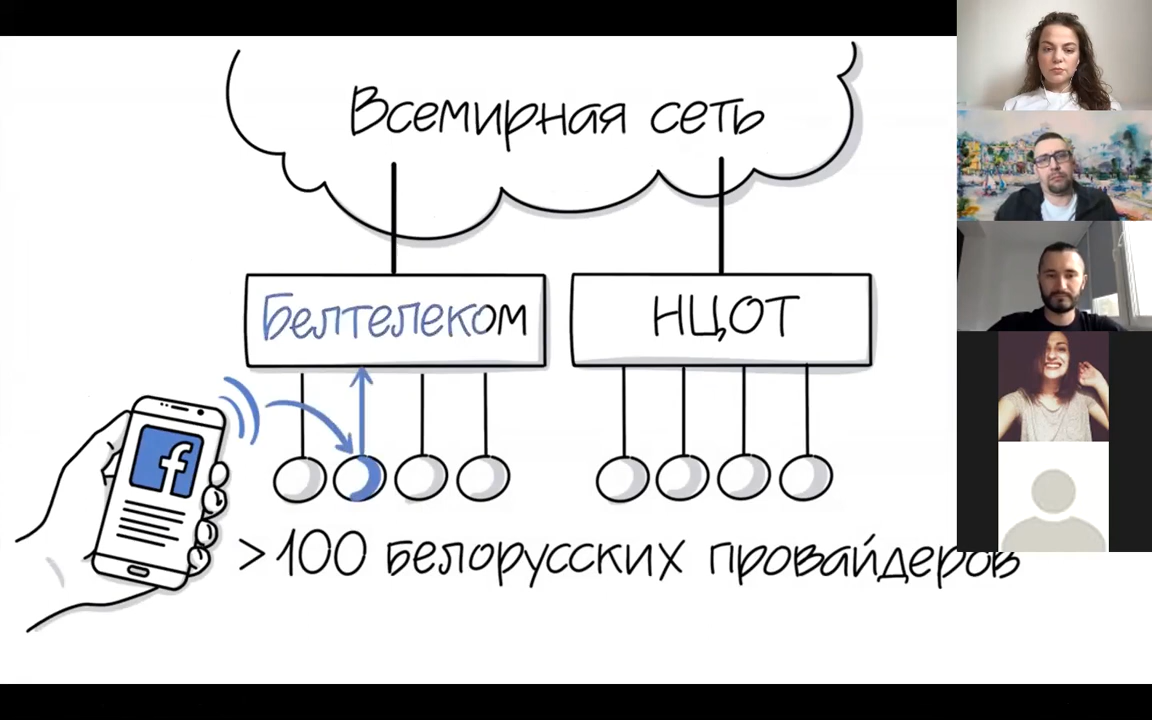 Всемирная сеть
Белтелеком
НЦОТ
f
>100 белорусских провайдеров